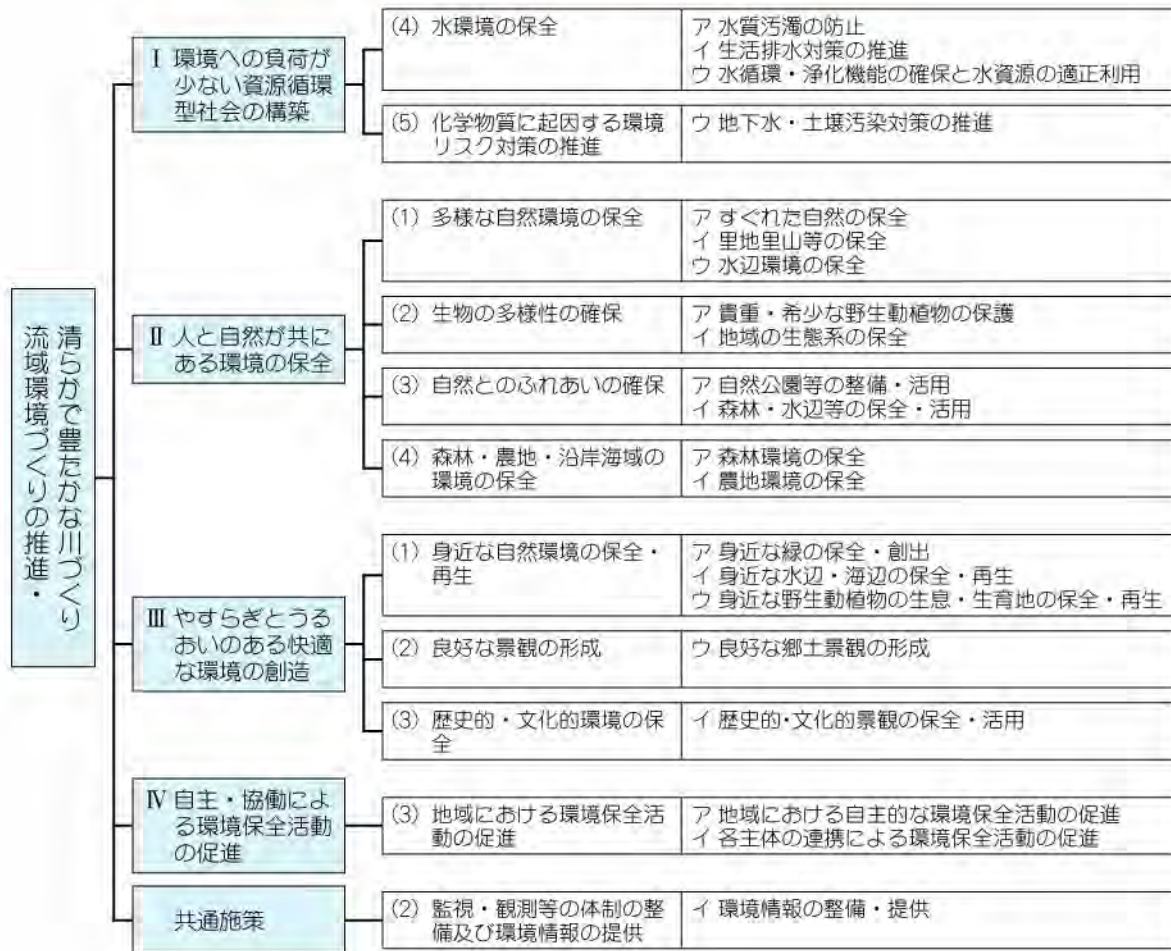 清らかで豊たかな川づくり
流域環境づくりの推進・
Ⅰ 環境への負荷が
少ない資源循環
型社会の構築
(4) 水環境の保全
ア 水質汚濁の防止
イ 生活排水対策の推進
ウ 水循環・浄化機能の確保と水資源の適正利用
(5) 化学物質に起因する環境
リスク対策の推進
ウ 地下水・土壌汚染対策の推進
Ⅱ 人と自然が共に
ある環境の保全
(1) 多様な自然環境の保全
ア すぐれた自然の保全
イ 里地里山等の保全
ウ 水辺環境の保全
(2) 生物の多様性の確保
ア 貴重・希少な野生動植物の保護
イ 地域の生態系の保全
(3) 自然とのふれあいの確保
ア 自然公園等の整備・活用
イ 森林・水辺等の保全・活用
(4) 森林・農地・沿岸海域の
環境の保全
ア 森林環境の保全
イ 農地環境の保全
Ⅲ やすらぎとうる
おいのある快適
な環境の創造
(1) 身近な自然環境の保全・
再生
ア 身近な緑の保全・創出
イ 身近な水辺・海辺の保全・再生
ウ 身近な野生動植物の生息・生育地の保全・再生
(2) 良好な景観の形成
ウ 良好な郷土景観の形成
(3) 歴史的・文化的環境の保
全
イ 歴史的・文化的景観の保全・活用
Ⅳ 自主・協働によ
る環境保全活動
の促進
(3) 地域における環境保全活
動の促進
ア 地域における自主的な環境保全活動の促進
イ 各主体の連携による環境保全活動の促進
共通施策
(2) 監視・観測等の体制の整
備及び環境情報の提供
イ 環境情報の整備・提供